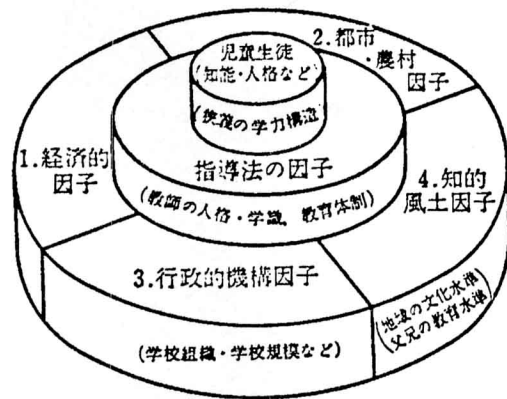 児童生徒
(知能・人格など)
(狭義の学力構造)
2.都市
・農村
因子
1.経済的
因子
指導法の因子
(教師の人格・学識, 教育体制)
4.知的
風土因子
3.行政的機構因子
(学校組織・学校規模など)
(地域の文化水準
父兄の教育水準)